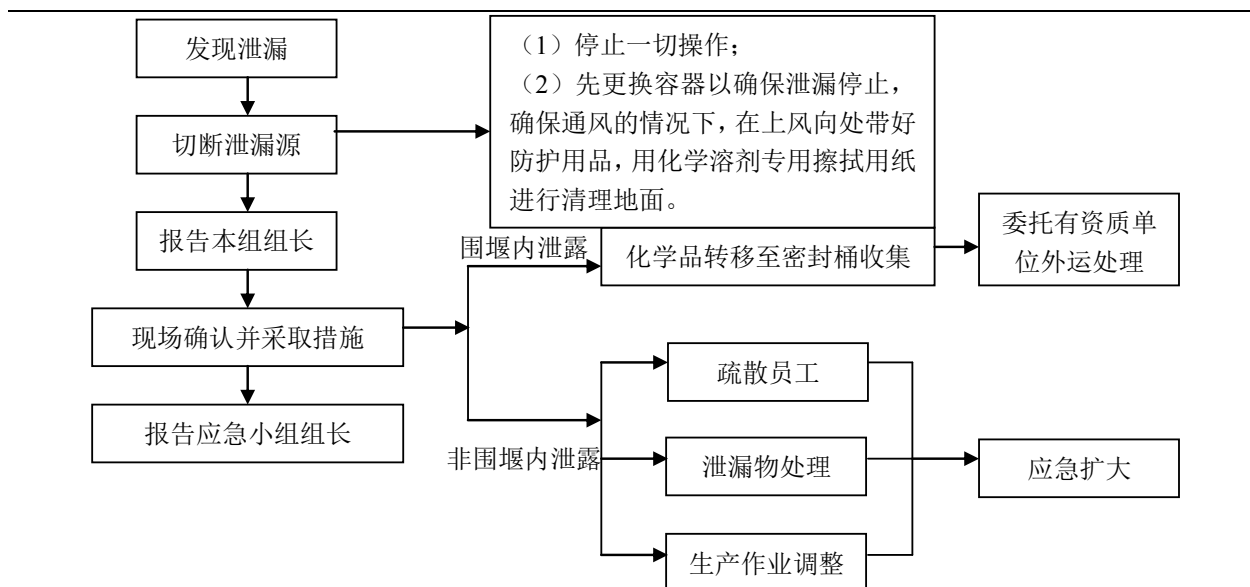 发现泄漏
切断泄漏源
报告本组组长
现场确认并采取措施
报告应急小组组长
（1）停止一切操作；
（2）先更换容器以确保泄漏停止，
确保通风的情况下，在上风向处带好
防护用品，用化学溶剂专用擦拭用纸
进行清理地面。
围堰内泄露
化学品转移至密封桶收集
委托有资质单
位外运处理
非围堰内泄露
疏散员工
泄漏物处理
生产作业调整
应急扩大